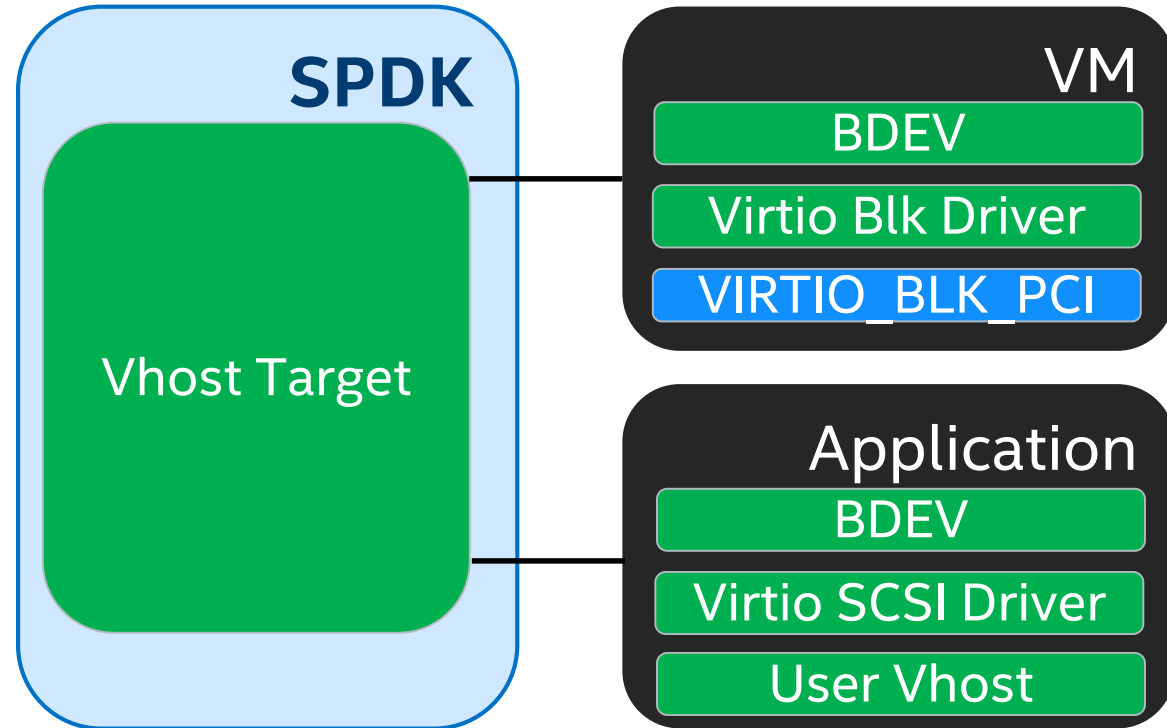 SPDK
Vhost Target
VM
BDEV
Virtio Blk Driver
VIRTIO_BLK_PCI
Application
BDEV
Virtio SCSI Driver
User Vhost